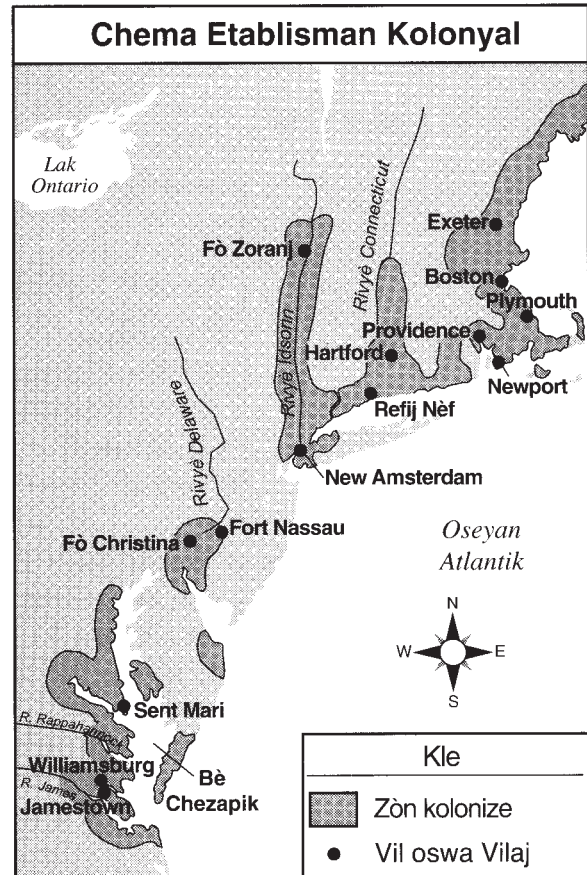 Chema Etablisman Kolonyal
Lak
Ontario
Rivyè Connecticut
Exeter
Fò Zoranj
Boston
Plymouth
Providence
Hartford
Rivyè Idsonn
Newport
Refij Nèf
Rivyè Delaware
New Amsterdam
Fort Nassau
Fò Christina
Oseyan
Atlantik
N
W
E
S
Sent Mari
R. Rappahannock
Williamsburg
Bè
Chezapik
R. James
Jamestown
Kle
Zòn kolonize
Vil oswa Vilaj